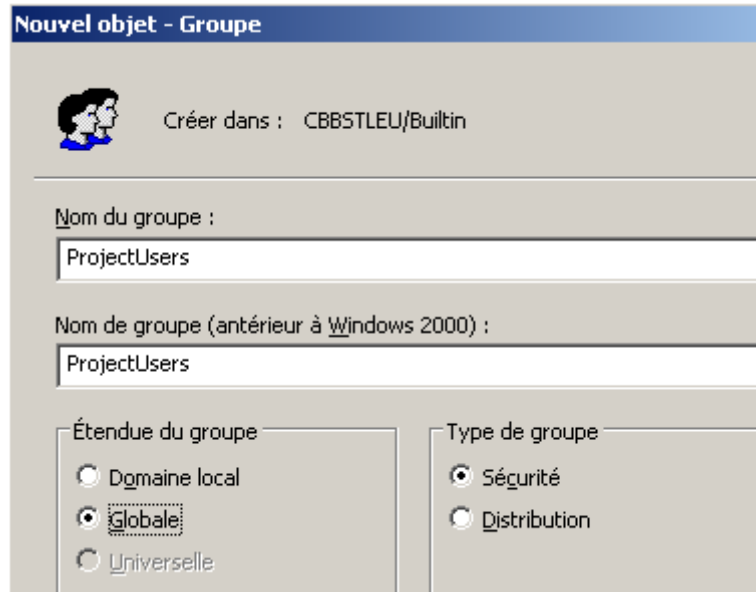 Nouvel objet - Groupe
Créer dans : CBBSTLEU/Builtin
Nom du groupe :
ProjectUsers
Nom de groupe (antérieur à Windows 2000) :
ProjectUsers
Étendue du groupe
Domaine local
Globale
Universelle
Type de groupe
Sécurité
Distribution